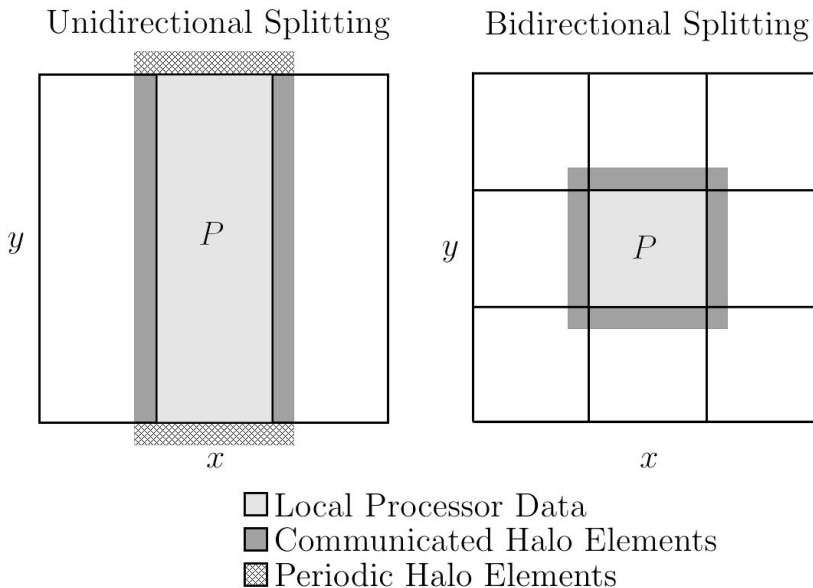 Unidirectional Splitting
Bidirectional Splitting
y
P
x
y
P
x
Local Processor Data
Communicated Halo Elements
Periodic Halo Elements